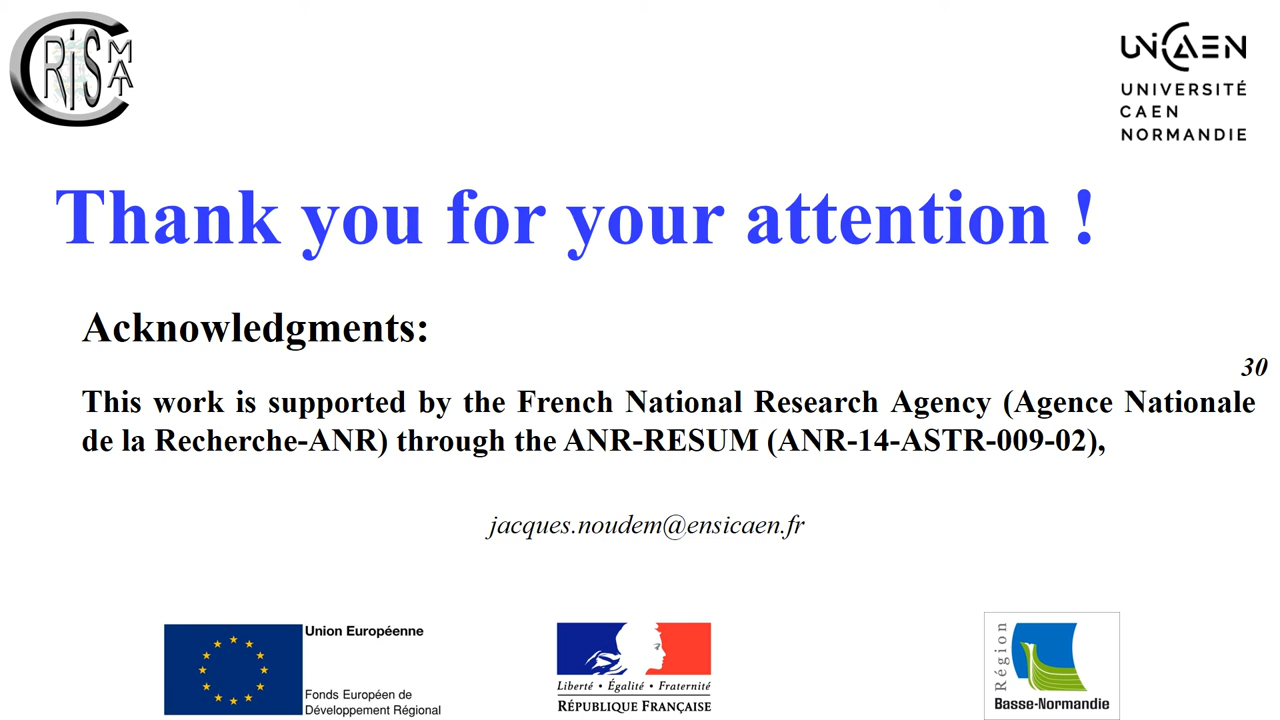 CRISMAT
UNICAEN
UNIVERSITÉ
CAEN
NORMANDIE
Thank you for your attention !
Acknowledgments:
30
This work is supported by the French National Research Agency (Agence Nationale
de la Recherche-ANR) through the ANR-RESUM (ANR-14-ASTR-009-02),
jacques.noudem@ensicaen.fr
Union Européenne
Fonds Européen de
Développement Régional
Liberté • Égalité • Fraternité
RÉPUBLIQUE FRANÇAISE
Région
Basse-Normandie